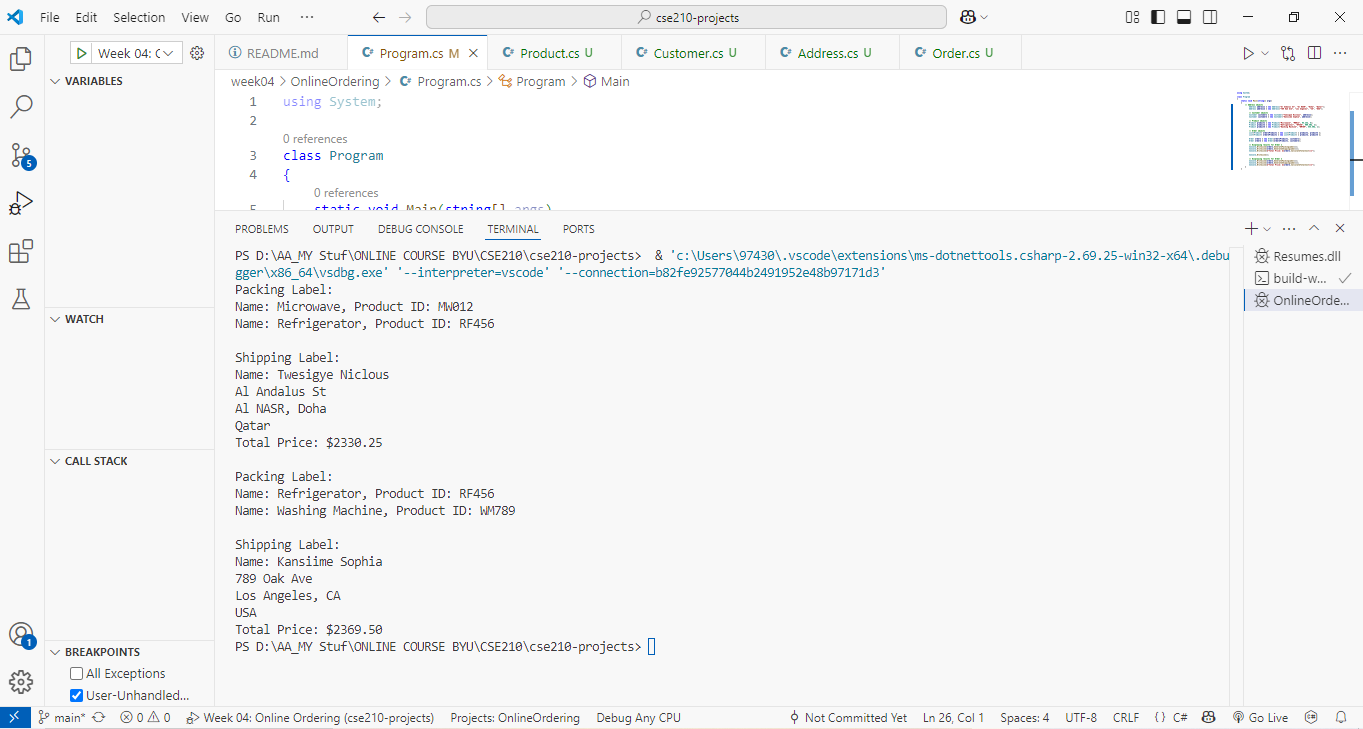 File Edit Selection View Go Run ··· cse210-projects
Week 04: C
README.md Program.cs M Product.cs U Customer.cs U Address.cs U Order.cs U
VARIABLES
week04 > OnlineOrdering > Program.cs > Program > Main
1 using System;
2
0 references
3 class Program
4 {
0 references
5 static void Main(string[] args)
PROBLEMS OUTPUT DEBUG CONSOLE TERMINAL PORTS
PS D:\AA_MY Stuf\ONLINE COURSE BYU\CSE210\cse210-projects> & 'c:\Users\97430\.vscode\extensions\ms-dotnettools.csharp-2.69.25-win32-x64\.debu
gger\x86_64\vsdbg.exe' '--interpreter=vscode' '--connection=b82fe92577044b2491952e48b97171d3'
Packing Label:
Name: Microwave, Product ID: MW012
Name: Refrigerator, Product ID: RF456
Shipping Label:
Name: Twesigye Niclous
Al Andalus St
Al NASR, Doha
Qatar
Total Price: $2330.25
Packing Label:
Name: Refrigerator, Product ID: RF456
Name: Washing Machine, Product ID: WM789
Shipping Label:
Name: Kansiime Sophia
789 Oak Ave
Los Angeles, CA
USA
Total Price: $2369.50
PS D:\AA_MY Stuf\ONLINE COURSE BYU\CSE210\cse210-projects>
Resumes.dll
build-w...
OnlineOrde...
WATCH
CALL STACK
BREAKPOINTS
All Exceptions
User-Unhandled...
5
1
main* 0 0 Week 04: Online Ordering (cse210-projects) Projects: OnlineOrdering Debug Any CPU Not Committed Yet Ln 26, Col 1 Spaces: 4 UTF-8 CRLF {} C# Go Live